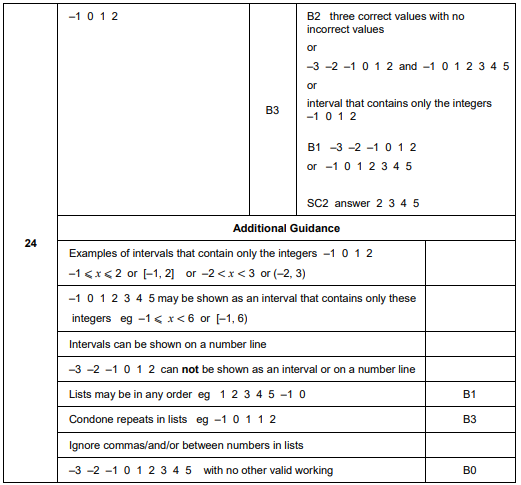 24
–1 0 1 2
B3
B2 three correct values with no
incorrect values
or
–3 –2 –1 0 1 2 and –1 0 1 2 3 4 5
or
interval that contains only the integers
–1 0 1 2
B1 –3 –2 –1 0 1 2
or –1 0 1 2 3 4 5
SC2 answer 2 3 4 5
Additional Guidance
Examples of intervals that contain only the integers –1 0 1 2
–1 ⩽ x ⩽ 2 or [–1, 2] or –2 < x < 3 or (–2, 3)
–1 0 1 2 3 4 5 may be shown as an interval that contains only these
integers eg –1 ⩽ x < 6 or [–1, 6)
Intervals can be shown on a number line
–3 –2 –1 0 1 2 can not be shown as an interval or on a number line
Lists may be in any order eg 1 2 3 4 5 –1 0 B1
Condone repeats in lists eg –1 0 1 1 2 B3
Ignore commas/and/or between numbers in lists
–3 –2 –1 0 1 2 3 4 5 with no other valid working B0